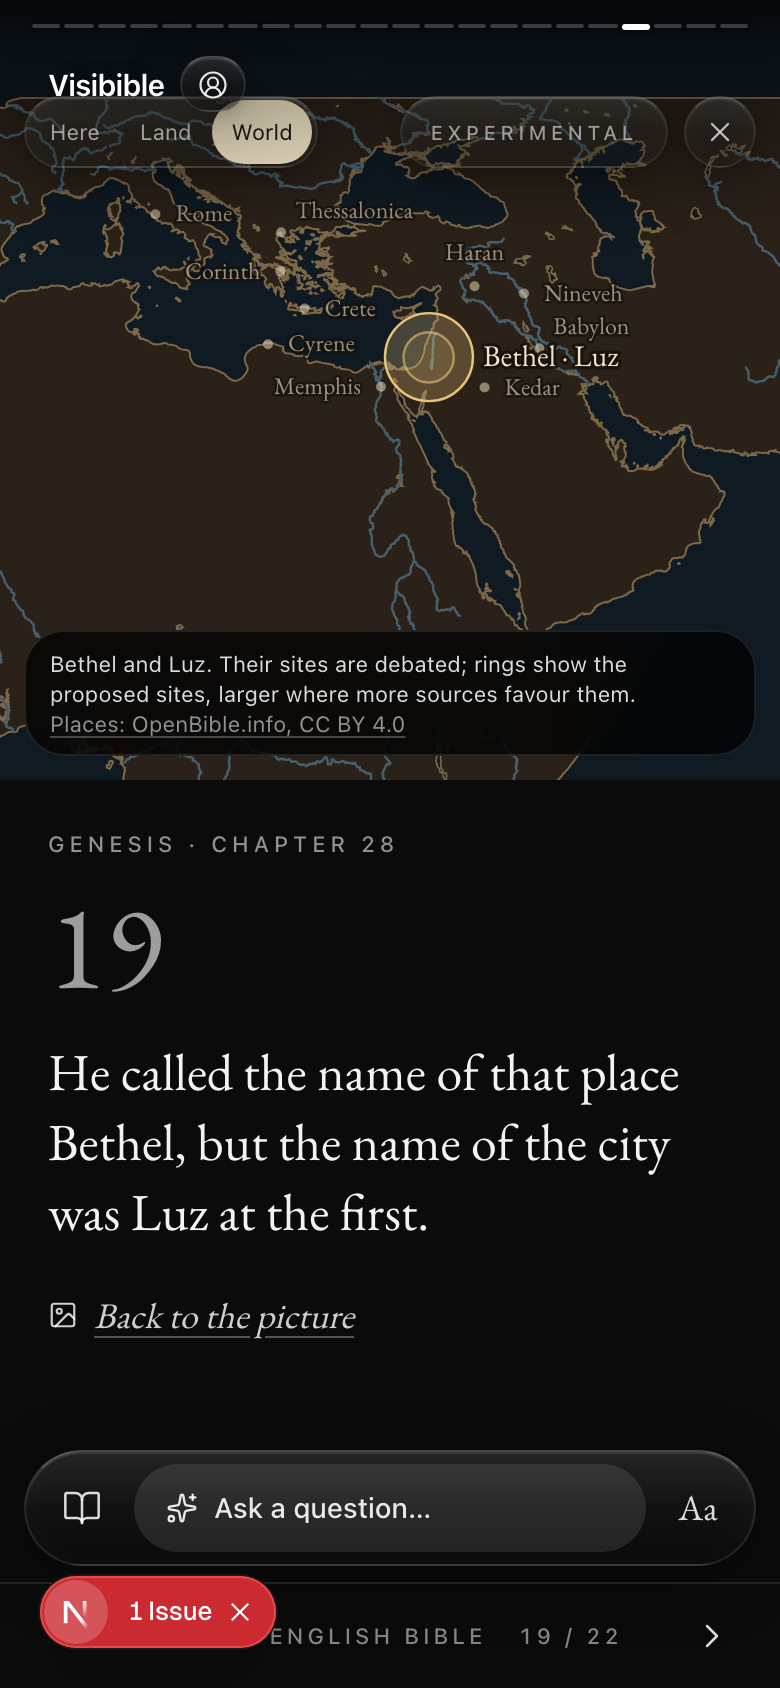 Visibible
Here Land World EXPERIMENTAL
Rome Thessalonica
Haran
Corinth
Nineveh
Crete
Babylon
Cyrene
Bethel · Luz
Memphis Kedar
Bethel and Luz. Their sites are debated; rings show the
proposed sites, larger where more sources favour them.
Places: OpenBible.info, CC BY 4.0
GENESIS · CHAPTER 28
19
He called the name of that place
Bethel, but the name of the city
was Luz at the first.
Back to the picture
Ask a question... Aa
N 1 Issue ENGLISH BIBLE 19 / 22